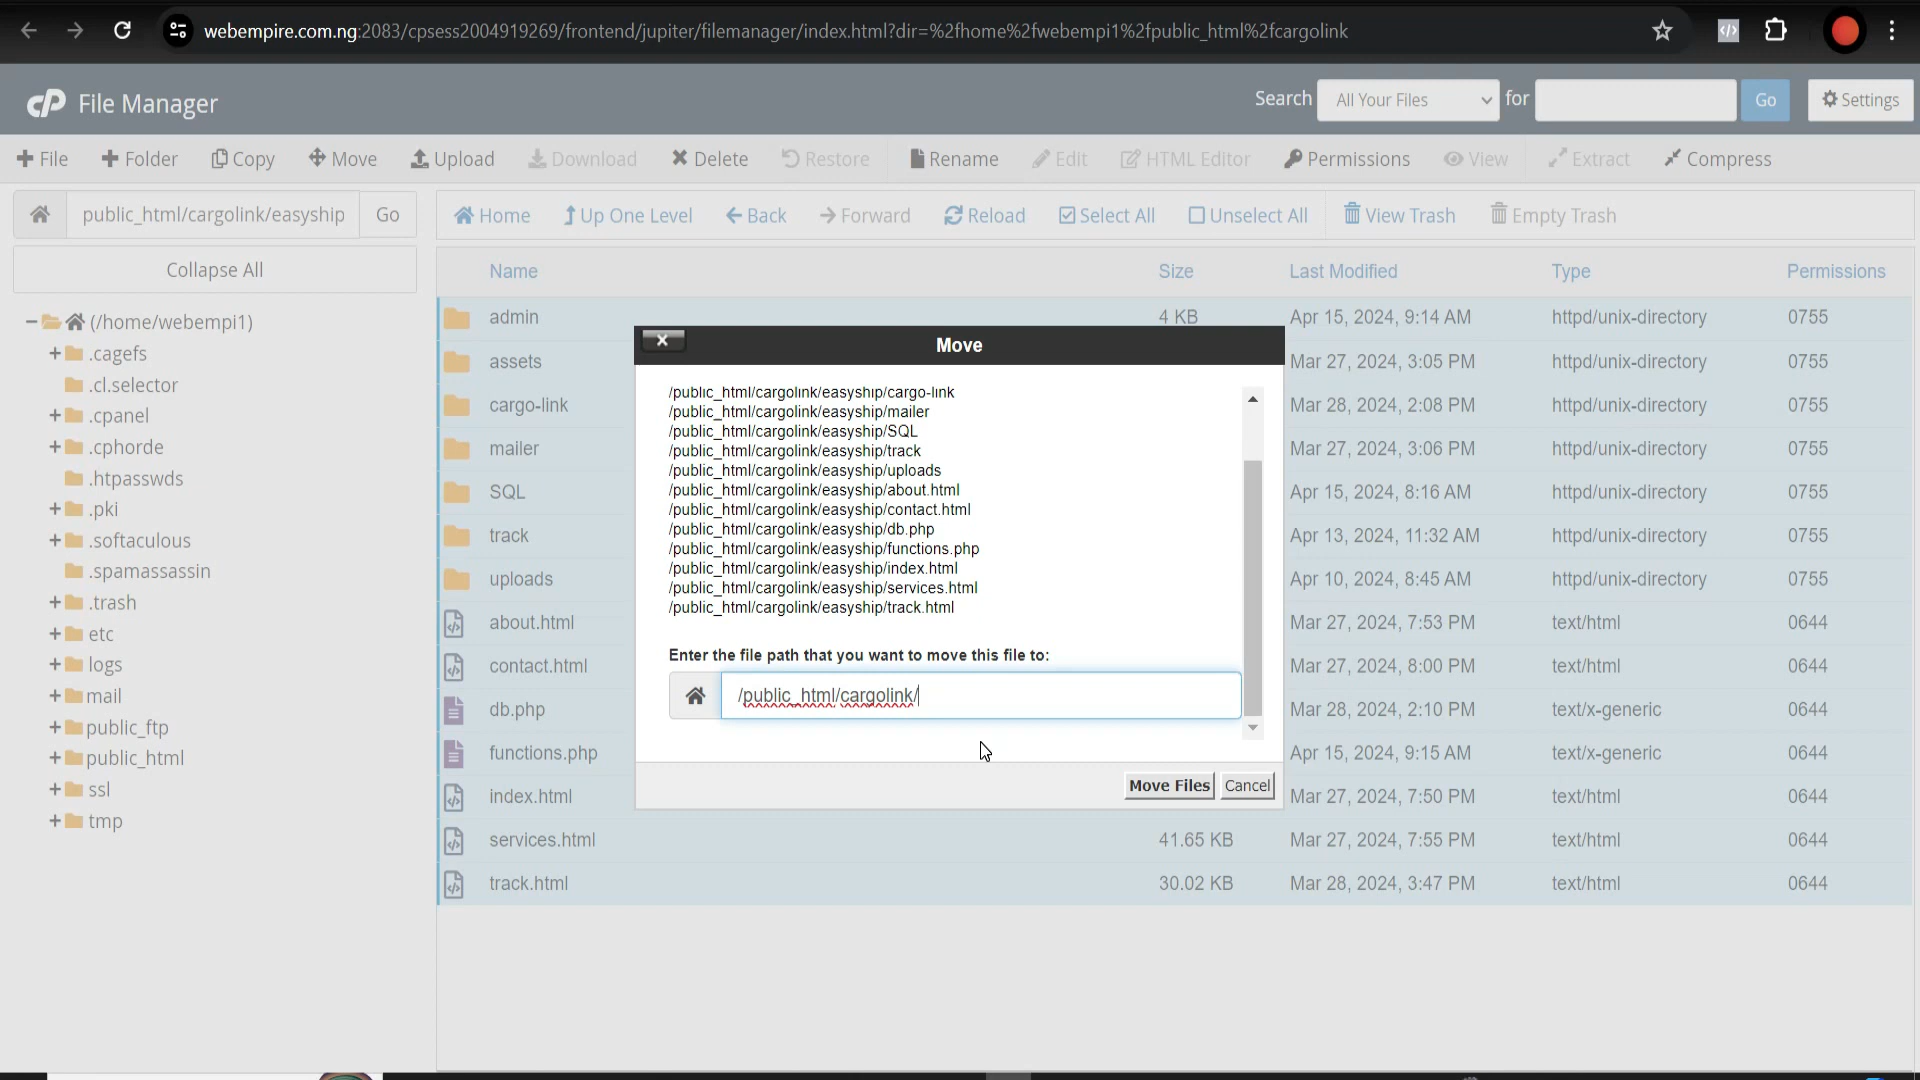 webempire.com.ng:2083/cpsess2004919269/frontend/jupiter/filemanager/index.html?dir=%2fhome%2fwebempi1%2fpublic_html%2fcargolink
cP File Manager
Search All Your Files for Go Settings
File Folder Copy Move Upload Download Delete Restore Rename Edit HTML Editor Permissions View Extract Compress
public_html/cargolink/easyship Go
Home Up One Level Back Forward Reload Select All Unselect All View Trash Empty Trash
Collapse All
(/home/webempi1)
.cagefs
.cl.selector
.cpanel
.cphorde
.htpasswds
.pki
.softaculous
.spamassassin
.trash
etc
logs
mail
public_ftp
public_html
ssl
tmp
Name Size Last Modified Type Permissions
admin 4 KB Apr 15, 2024, 9:14 AM httpd/unix-directory 0755
assets Mar 27, 2024, 3:05 PM httpd/unix-directory 0755
cargo-link Mar 28, 2024, 2:08 PM httpd/unix-directory 0755
mailer Mar 27, 2024, 3:06 PM httpd/unix-directory 0755
SQL Apr 15, 2024, 8:16 AM httpd/unix-directory 0755
track Apr 13, 2024, 11:32 AM httpd/unix-directory 0755
uploads Apr 10, 2024, 8:45 AM httpd/unix-directory 0755
about.html Mar 27, 2024, 7:53 PM text/html 0644
contact.html Mar 27, 2024, 8:00 PM text/html 0644
db.php Mar 28, 2024, 2:10 PM text/x-generic 0644
functions.php Apr 15, 2024, 9:15 AM text/x-generic 0644
index.html Mar 27, 2024, 7:50 PM text/html 0644
services.html 41.65 KB Mar 27, 2024, 7:55 PM text/html 0644
track.html 30.02 KB Mar 28, 2024, 3:47 PM text/html 0644
Move
/public_html/cargolink/easyship/cargo-link
/public_html/cargolink/easyship/mailer
/public_html/cargolink/easyship/SQL
/public_html/cargolink/easyship/track
/public_html/cargolink/easyship/uploads
/public_html/cargolink/easyship/about.html
/public_html/cargolink/easyship/contact.html
/public_html/cargolink/easyship/db.php
/public_html/cargolink/easyship/functions.php
/public_html/cargolink/easyship/index.html
/public_html/cargolink/easyship/services.html
/public_html/cargolink/easyship/track.html
Enter the file path that you want to move this file to:
/public_html/cargolink/
Move Files Cancel